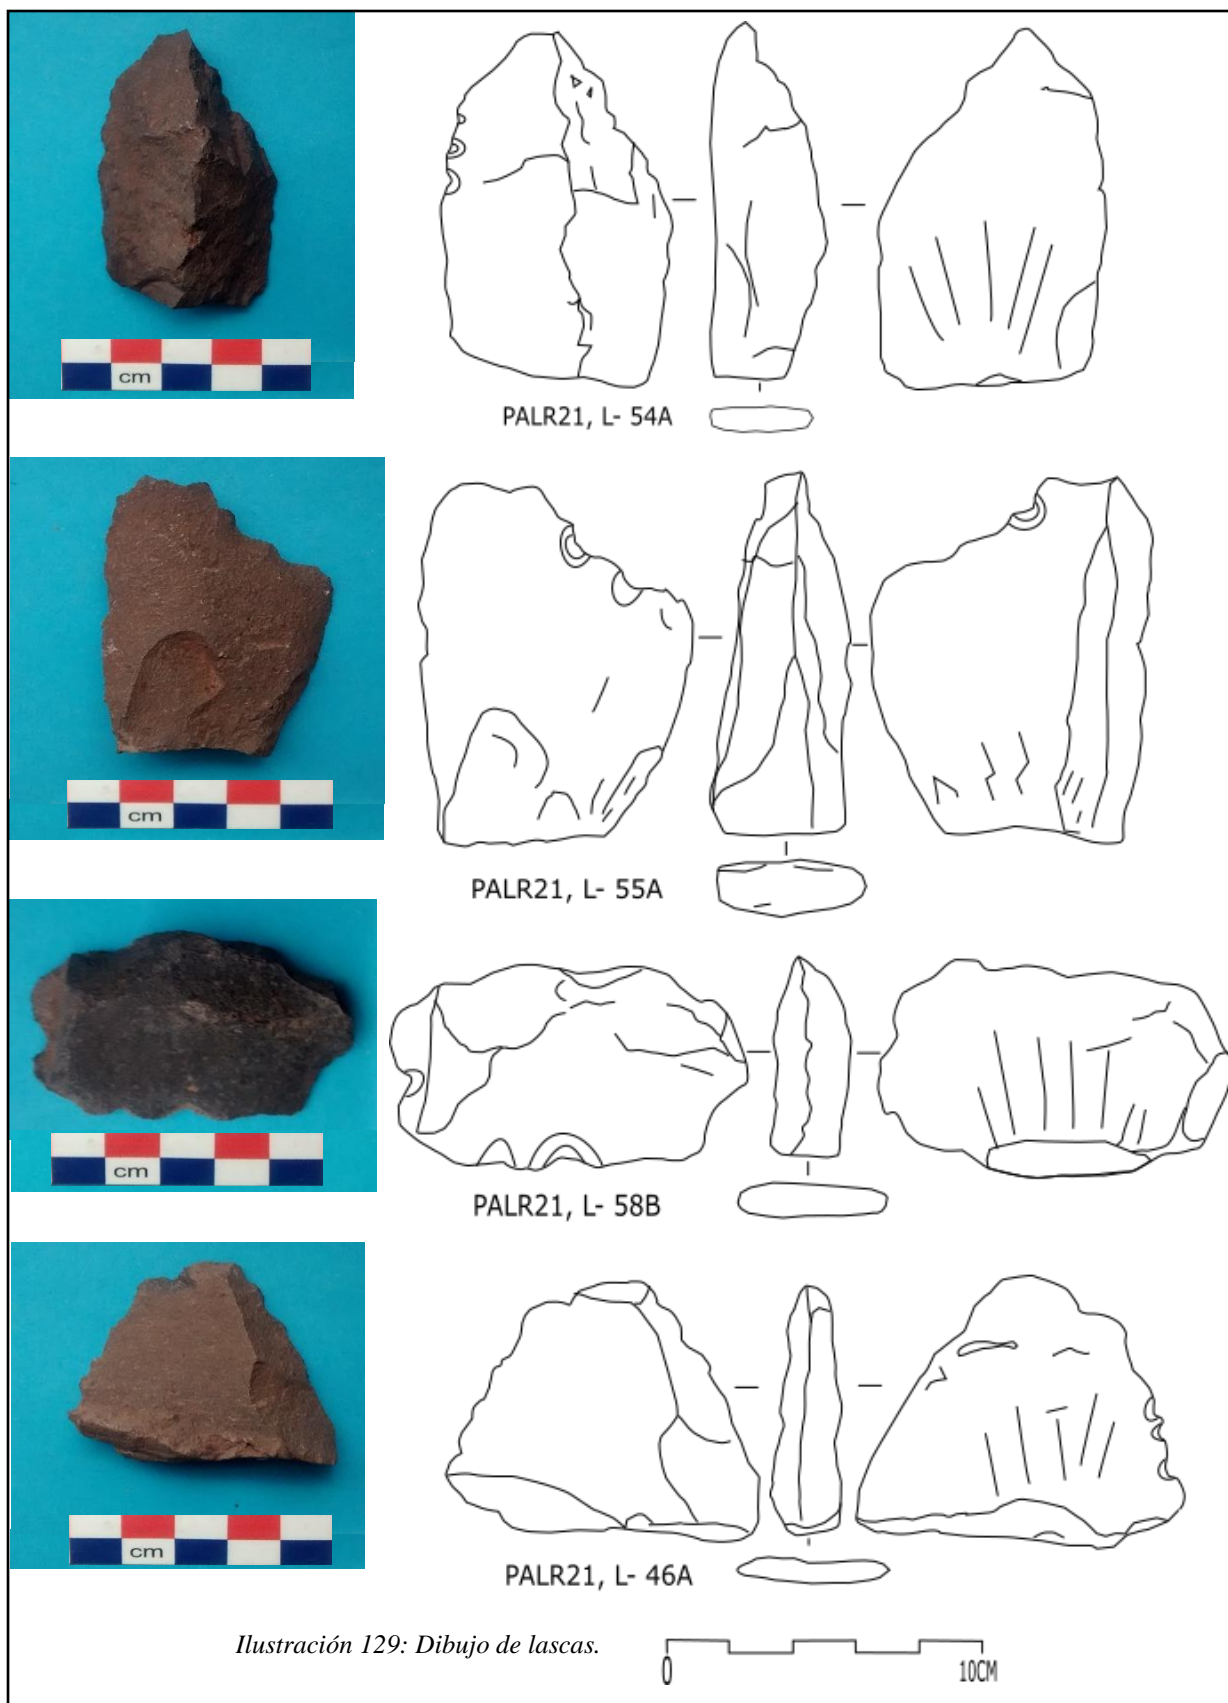 cm
PALR21, L- 54A
cm
PALR21, L- 55A
cm
PALR21, L- 58B
cm
PALR21, L- 46A
Ilustración 129: Dibujo de lascas.
0 10CM